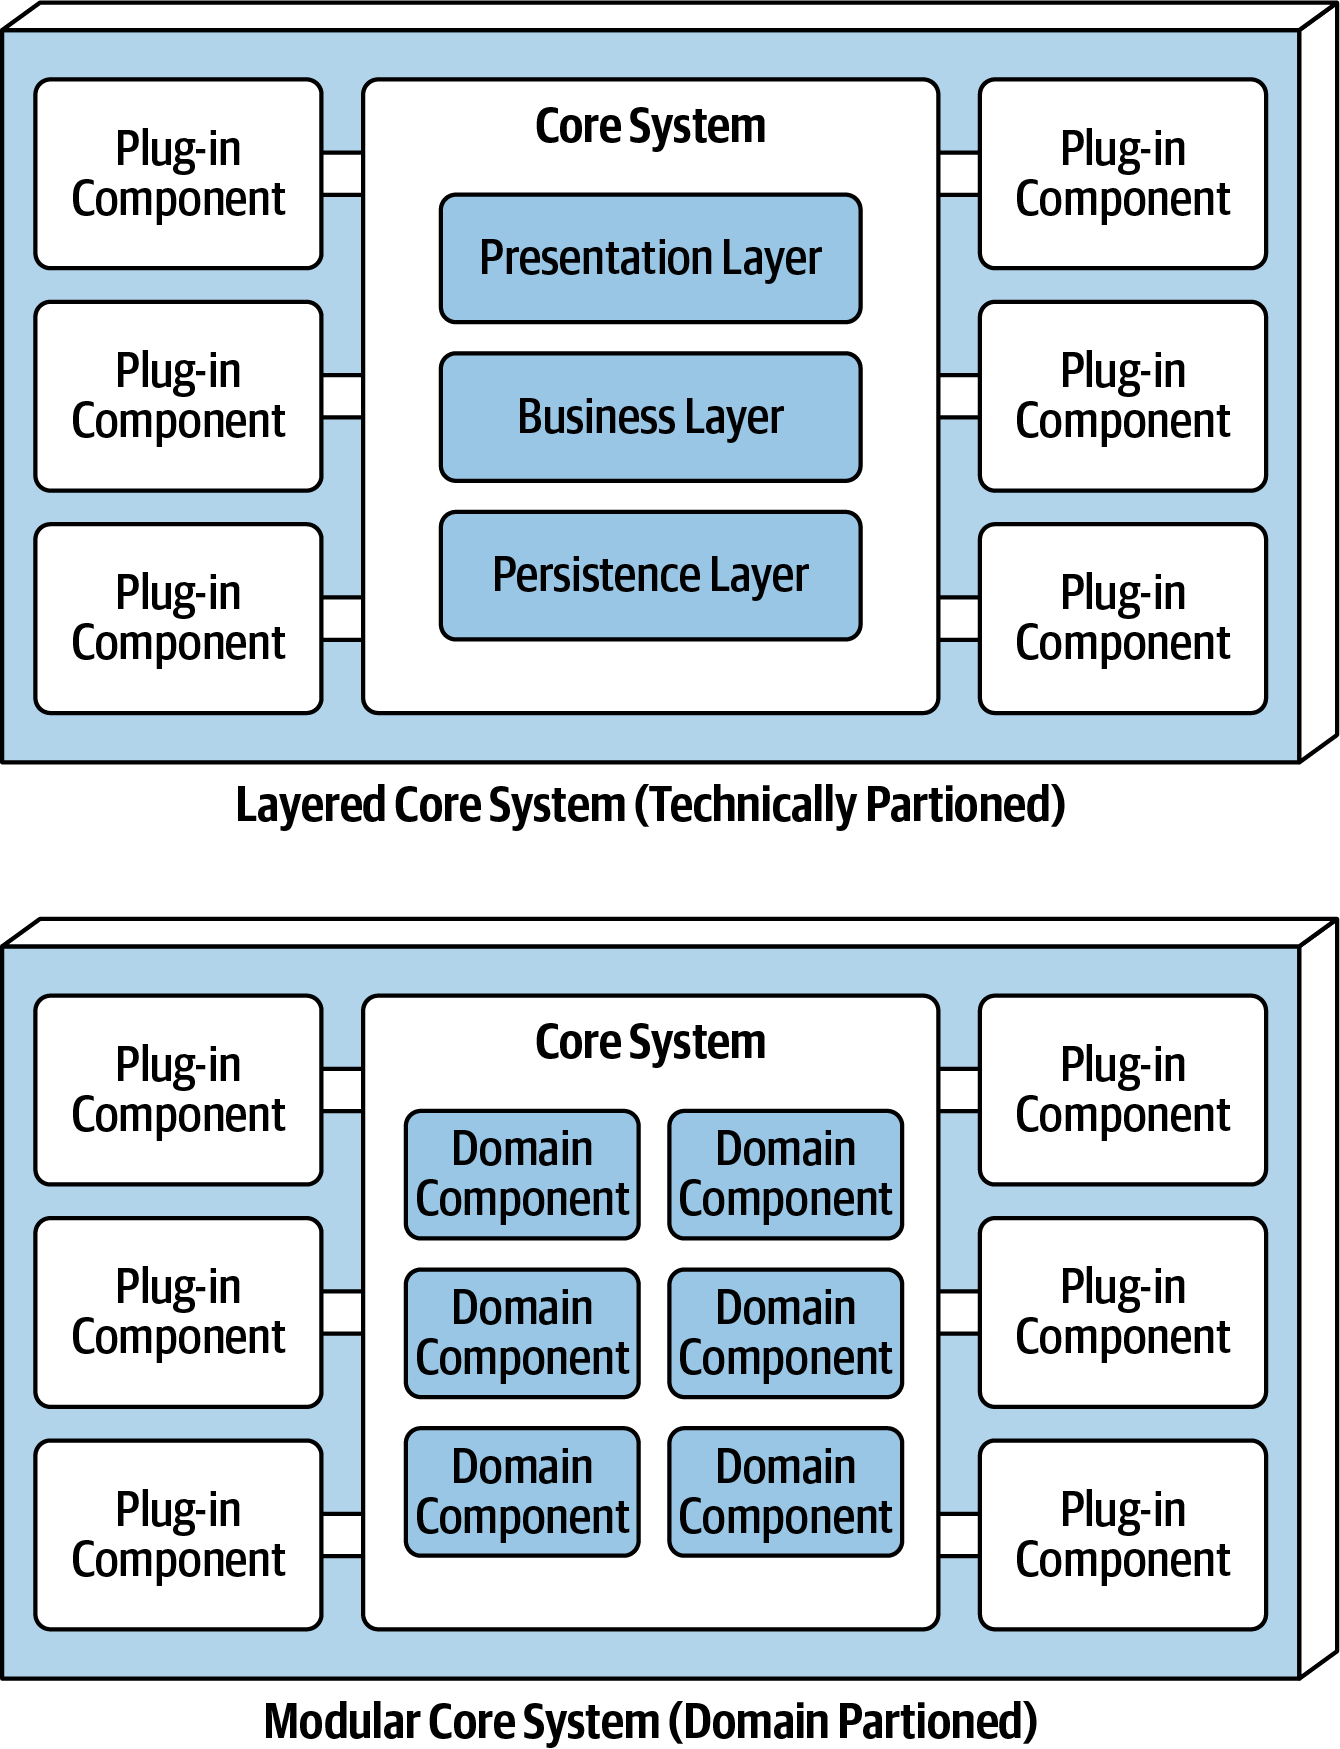 Plug-in
Component
Core System
Plug-in
Component
Presentation Layer
Plug-in
Component
Business Layer
Plug-in
Component
Plug-in
Component
Persistence Layer
Plug-in
Component
Layered Core System (Technically Partioned)
Plug-in
Component
Core System
Plug-in
Component
Domain
Component
Domain
Component
Plug-in
Component
Domain
Component
Domain
Component
Plug-in
Component
Plug-in
Component
Domain
Component
Domain
Component
Plug-in
Component
Modular Core System (Domain Partioned)